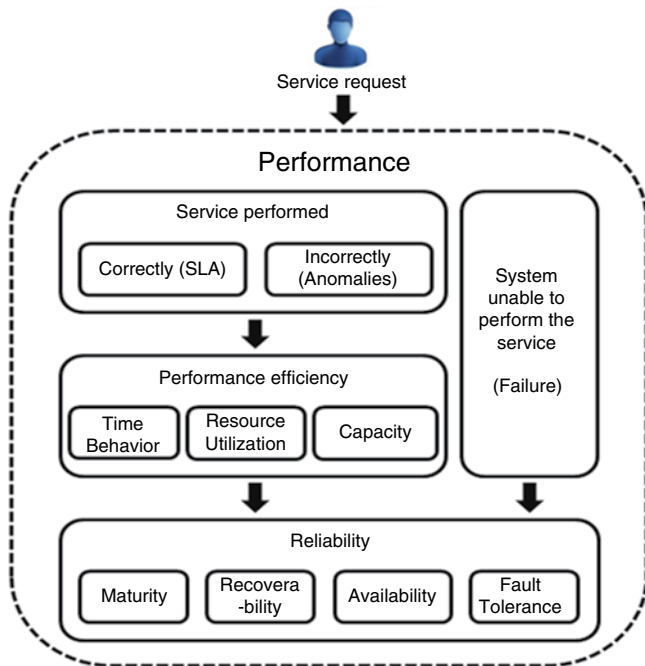 Service request
Performance
Service performed
Correctly (SLA)
Incorrectly
(Anomalies)
System
unable to
perform the
service
(Failure)
Performance efficiency
Time
Behavior
Resource
Utilization
Capacity
Reliability
Maturity
Recovera
-bility
Availability
Fault
Tolerance